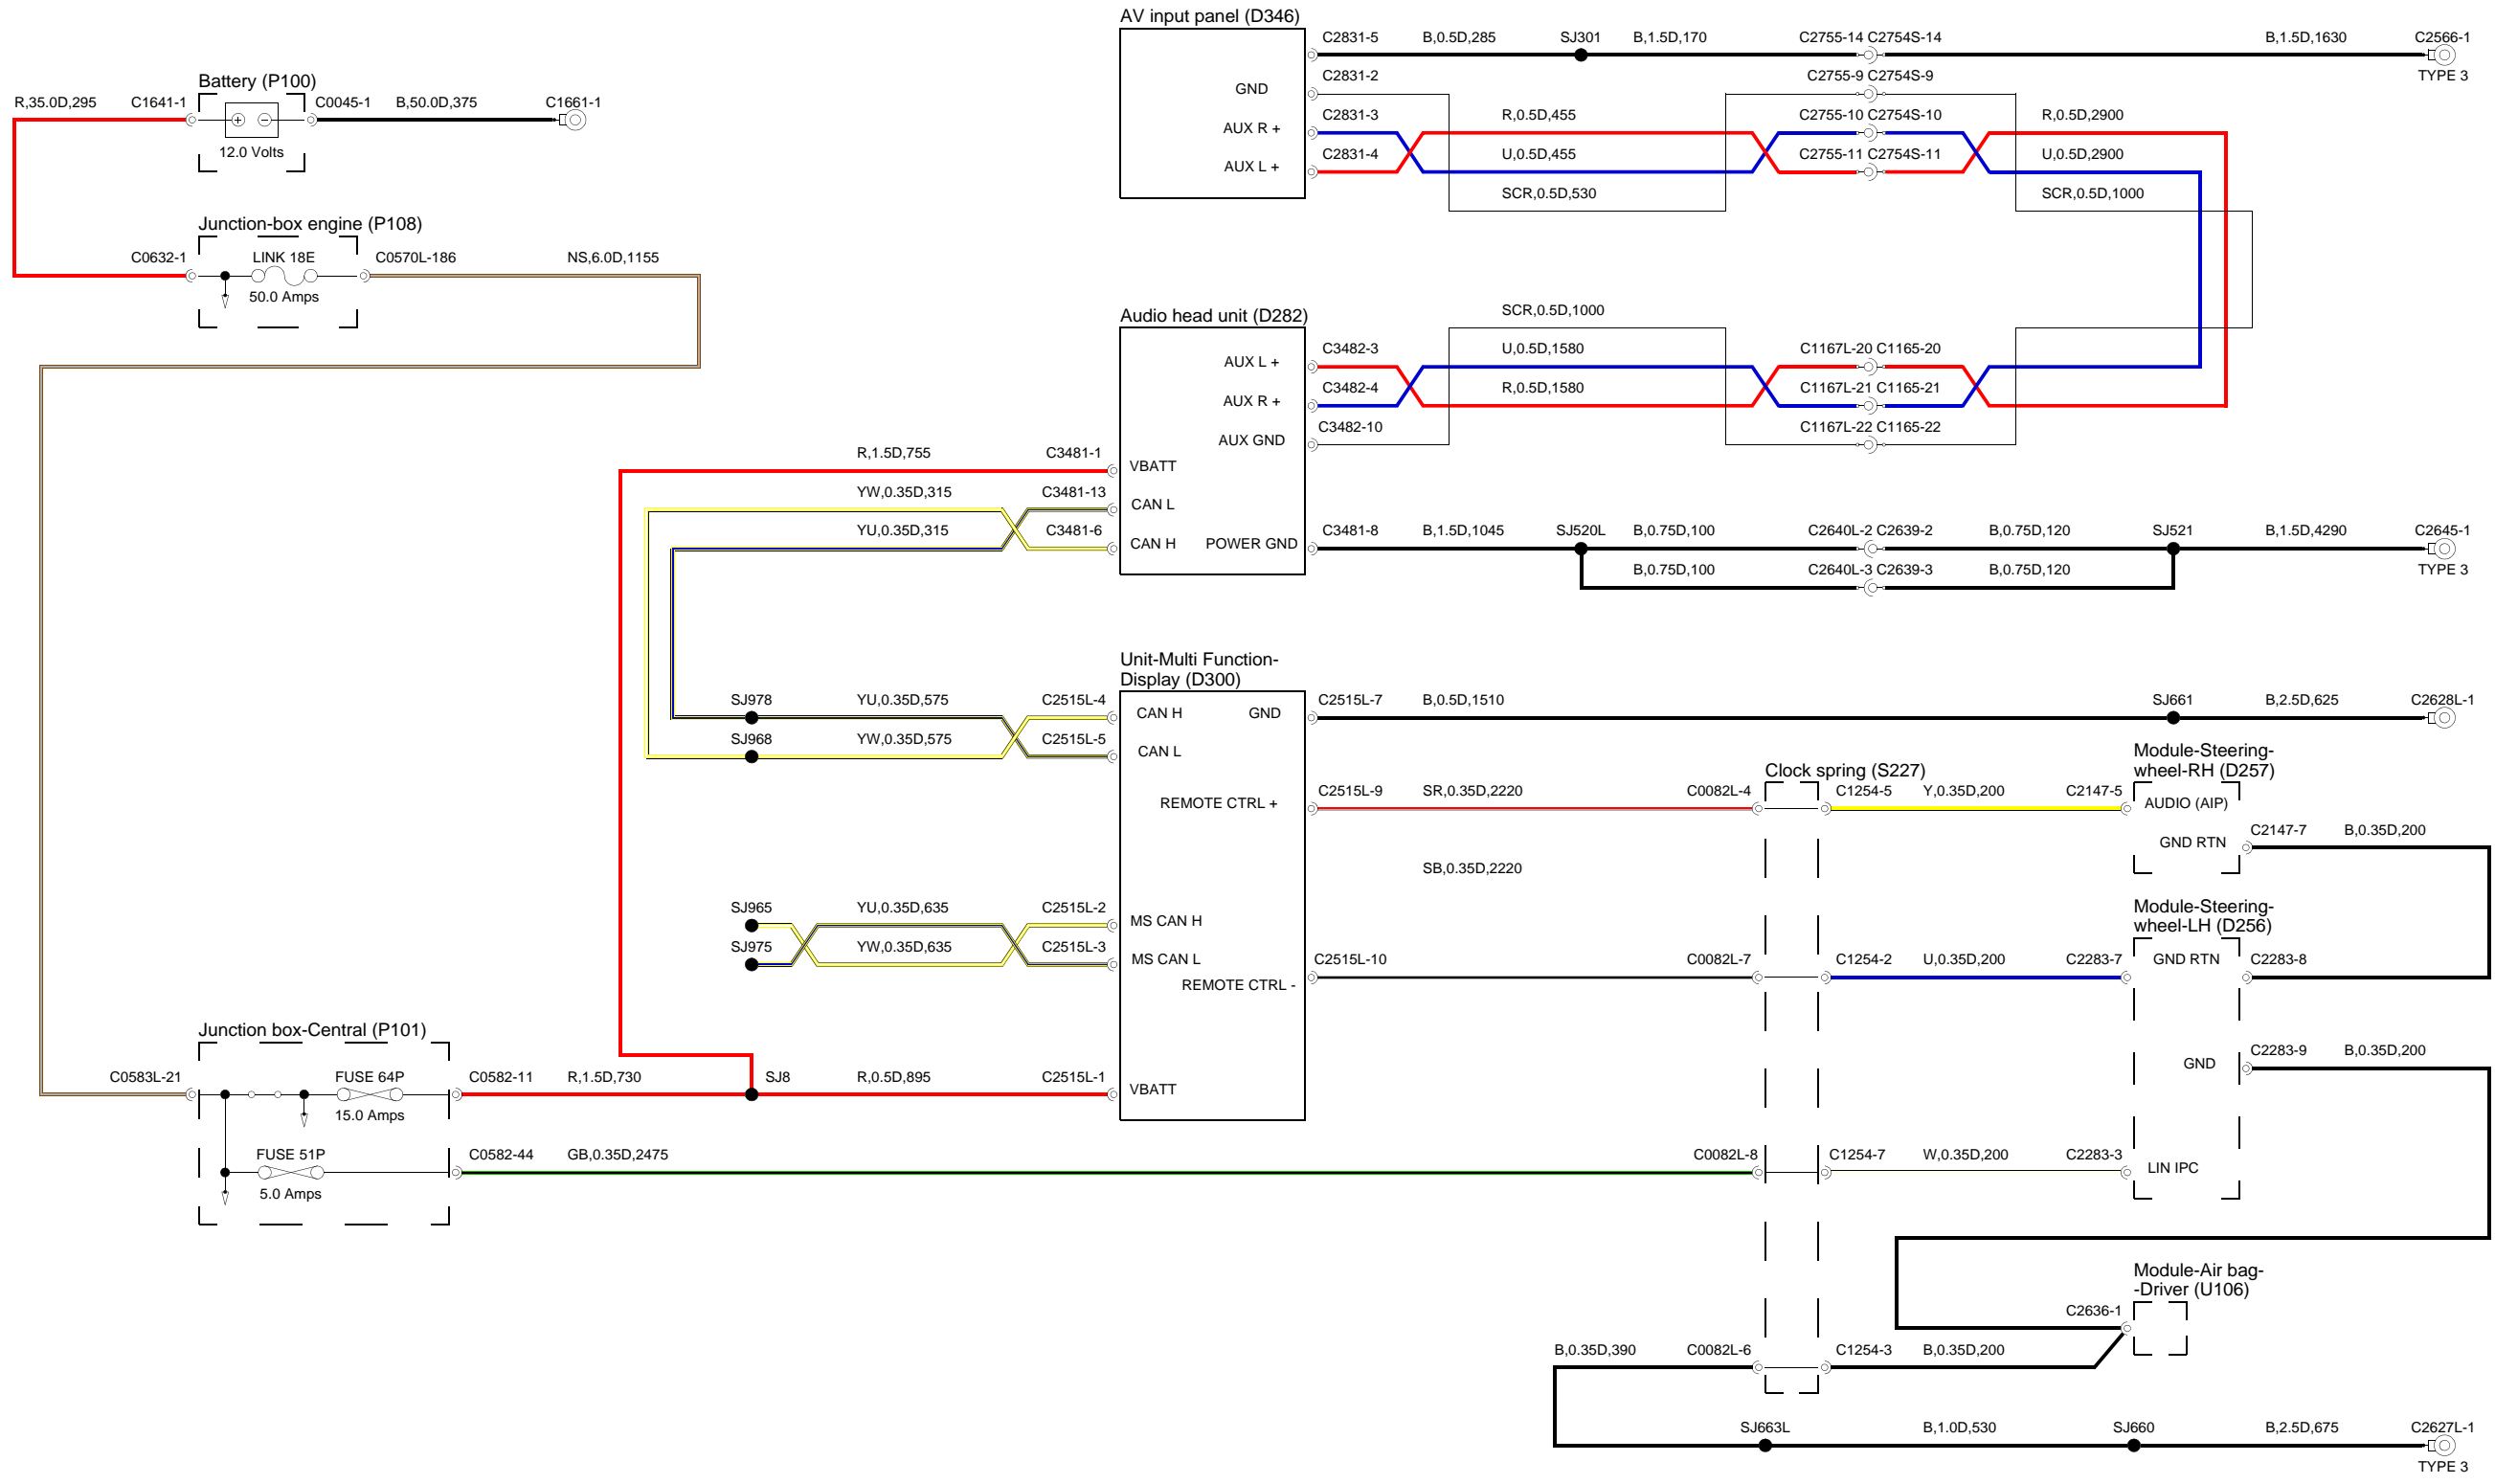 AV input panel (D346)
C2831-5 B,0.5D,285 SJ301 B,1.5D,170 C2755-14 C2754S-14 B,1.5D,1630 C2566-1
TYPE 3
C2831-2 C2755-9 C2754S-9
GND
Battery (P100)
R,35.0D,295 C1641-1 C0045-1 B,50.0D,375 C1661-1
12.0 Volts
C2831-3 R,0.5D,455 C2755-10 C2754S-10 R,0.5D,2900
AUX R +
C2831-4 U,0.5D,455 C2755-11 C2754S-11 U,0.5D,2900
AUX L +
SCR,0.5D,530 SCR,0.5D,1000
Junction-box engine (P108)
C0632-1 LINK 18E C0570L-186 NS,6.0D,1155
50.0 Amps
Audio head unit (D282)
SCR,0.5D,1000
AUX L + C3482-3 U,0.5D,1580 C1167L-20 C1165-20
AUX R + C3482-4 R,0.5D,1580 C1167L-21 C1165-21
AUX GND C3482-10 C1167L-22 C1165-22
R,1.5D,755 C3481-1 VBATT
YW,0.35D,315 C3481-13 CAN L
YU,0.35D,315 C3481-6 CAN H
POWER GND C3481-8 B,1.5D,1045 SJ520L B,0.75D,100 C2640L-2 C2639-2 B,0.75D,120 SJ521 B,1.5D,4290 C2645-1
B,0.75D,100 C2640L-3 C2639-3 B,0.75D,120 TYPE 3
Unit-Multi Function-
Display (D300)
SJ978 YU,0.35D,575 C2515L-4 CAN H
GND C2515L-7 B,0.5D,1510 SJ661 B,2.5D,625 C2628L-1
SJ968 YW,0.35D,575 C2515L-5 CAN L
Clock spring (S227)
Module-Steering-
wheel-RH (D257)
REMOTE CTRL + C2515L-9 SR,0.35D,2220 C0082L-4 C1254-5 Y,0.35D,200 C2147-5 AUDIO (AIP)
GND RTN C2147-7 B,0.35D,200
SB,0.35D,2220
SJ965 YU,0.35D,635 C2515L-2 MS CAN H
SJ975 YW,0.35D,635 C2515L-3 MS CAN L
Module-Steering-
wheel-LH (D256)
REMOTE CTRL - C2515L-10 C0082L-7 C1254-2 U,0.35D,200 C2283-7 GND RTN C2283-8
Junction box-Central (P101)
C0583L-21 FUSE 64P C0582-11 R,1.5D,730 SJ8 R,0.5D,895 C2515L-1 VBATT
15.0 Amps
GND C2283-9 B,0.35D,200
FUSE 51P C0582-44 GB,0.35D,2475 C0082L-8 C1254-7 W,0.35D,200 C2283-3 LIN IPC
5.0 Amps
Module-Air bag-
-Driver (U106)
C2636-1
B,0.35D,390 C0082L-6 C1254-3 B,0.35D,200
SJ663L B,1.0D,530 SJ660 B,2.5D,675 C2627L-1
TYPE 3